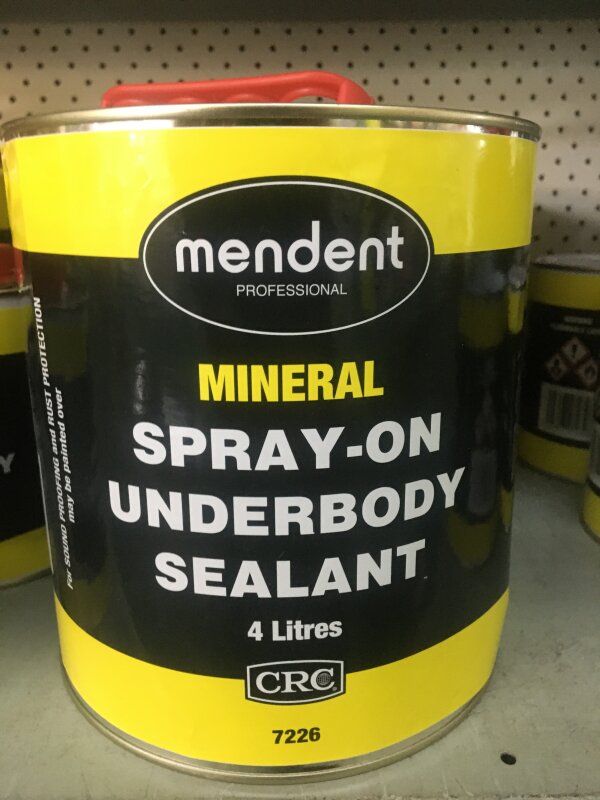 mendent
PROFESSIONAL
MINERAL
SPRAY-ON
UNDERBODY
SEALANT
4 Litres
CRC
7226
For SOUND PROOFING and RUST PROTECTION
may be painted over
Y